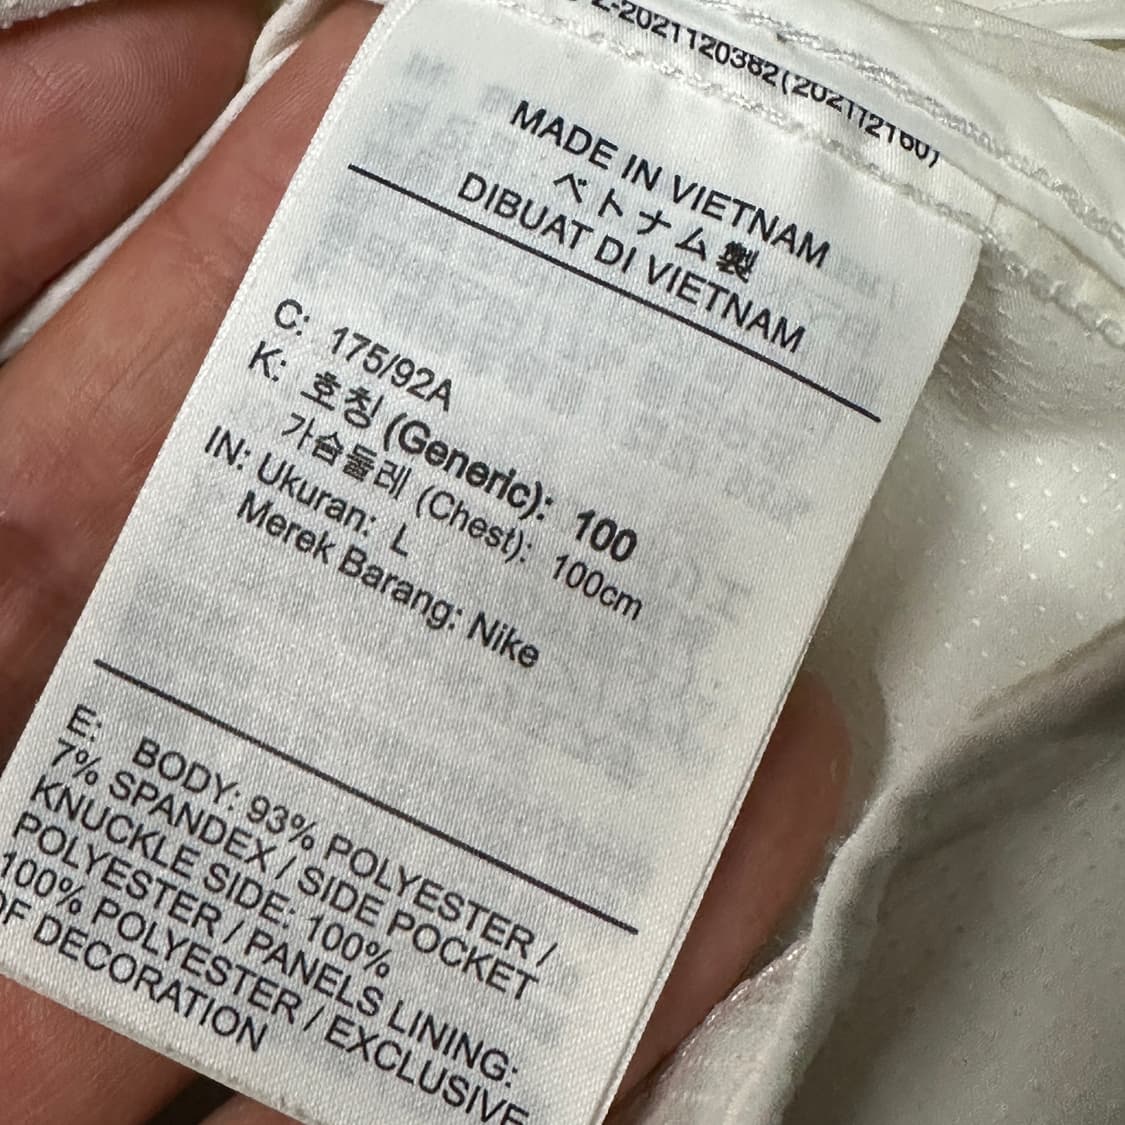 Z-2021120382(202112160)
MADE IN VIETNAM
ベトナム製
DIBUAT DI VIETNAM
C: 175/92A
K: 호칭 (Generic): 100
가슴둘레 (Chest): 100cm
IN: Ukuran: L
Merek Barang: Nike
E: BODY: 93% POLYESTER /
7% SPANDEX / SIDE POCKET
KNUCKLE SIDE: 100%
POLYESTER / PANELS LINING:
100% POLYESTER / EXCLUSIVE
OF DECORATION